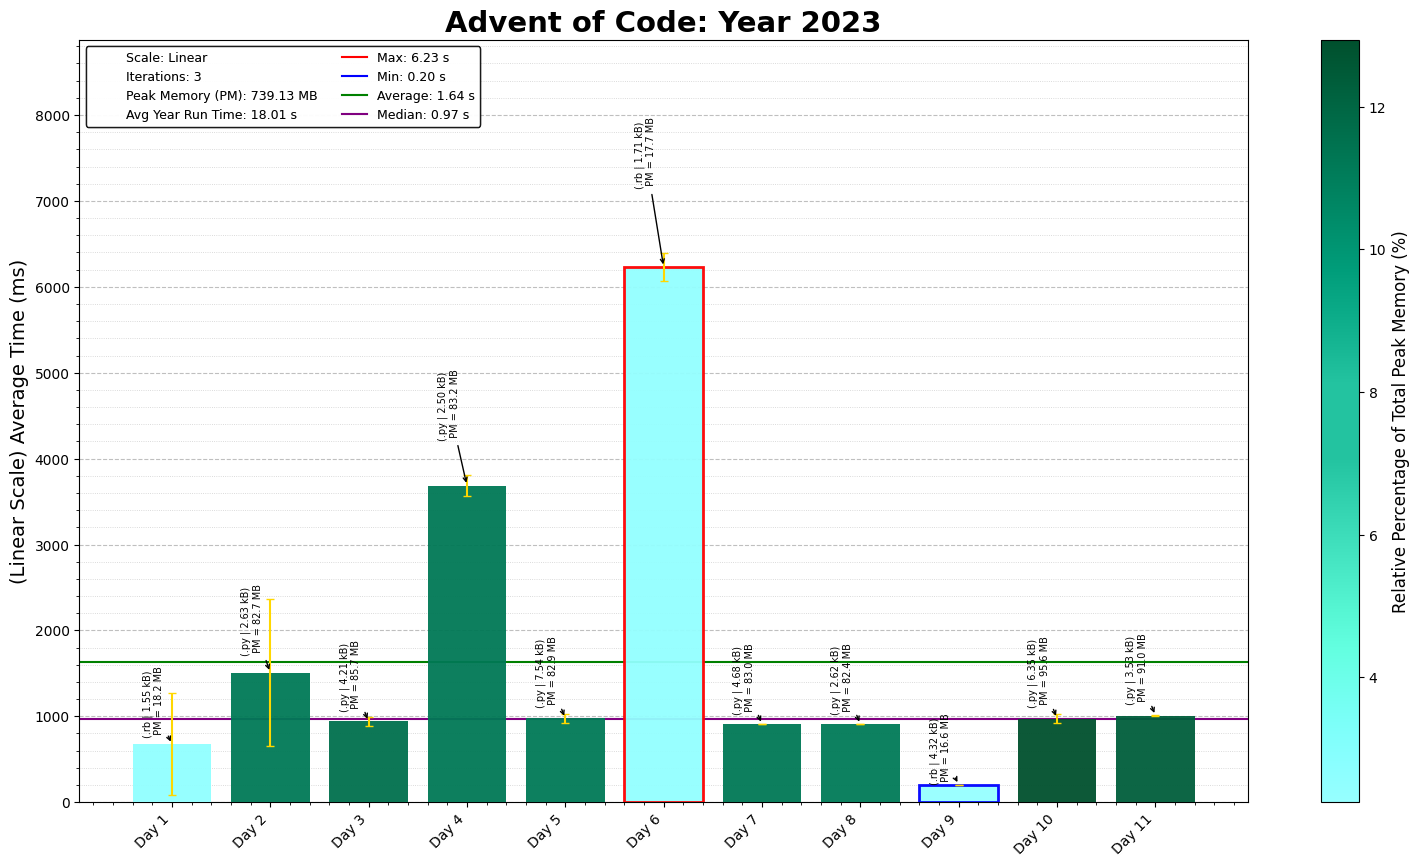 Advent of Code: Year 2023
Scale: Linear
Iterations: 3
Peak Memory (PM): 739.13 MB
Avg Year Run Time: 18.01 s
Max: 6.23 s
Min: 0.20 s
Average: 1.64 s
Median: 0.97 s
(Linear Scale) Average Time (ms)
8000
7000
6000
5000
4000
3000
2000
1000
0
(.rb | 1.55 kB)
PM = 18.2 MB
(.py | 2.63 kB)
PM = 82.7 MB
(.py | 4.21 kB)
PM = 85.7 MB
(.py | 2.50 kB)
PM = 83.2 MB
(.py | 7.54 kB)
PM = 82.9 MB
(.rb | 1.71 kB)
PM = 17.7 MB
(.py | 4.68 kB)
PM = 83.0 MB
(.py | 2.62 kB)
PM = 82.4 MB
(.rb | 4.32 kB)
PM = 16.6 MB
(.py | 6.35 kB)
PM = 95.6 MB
(.py | 3.53 kB)
PM = 91.0 MB
Day 1
Day 2
Day 3
Day 4
Day 5
Day 6
Day 7
Day 8
Day 9
Day 10
Day 11
12
10
8
6
4
Relative Percentage of Total Peak Memory (%)